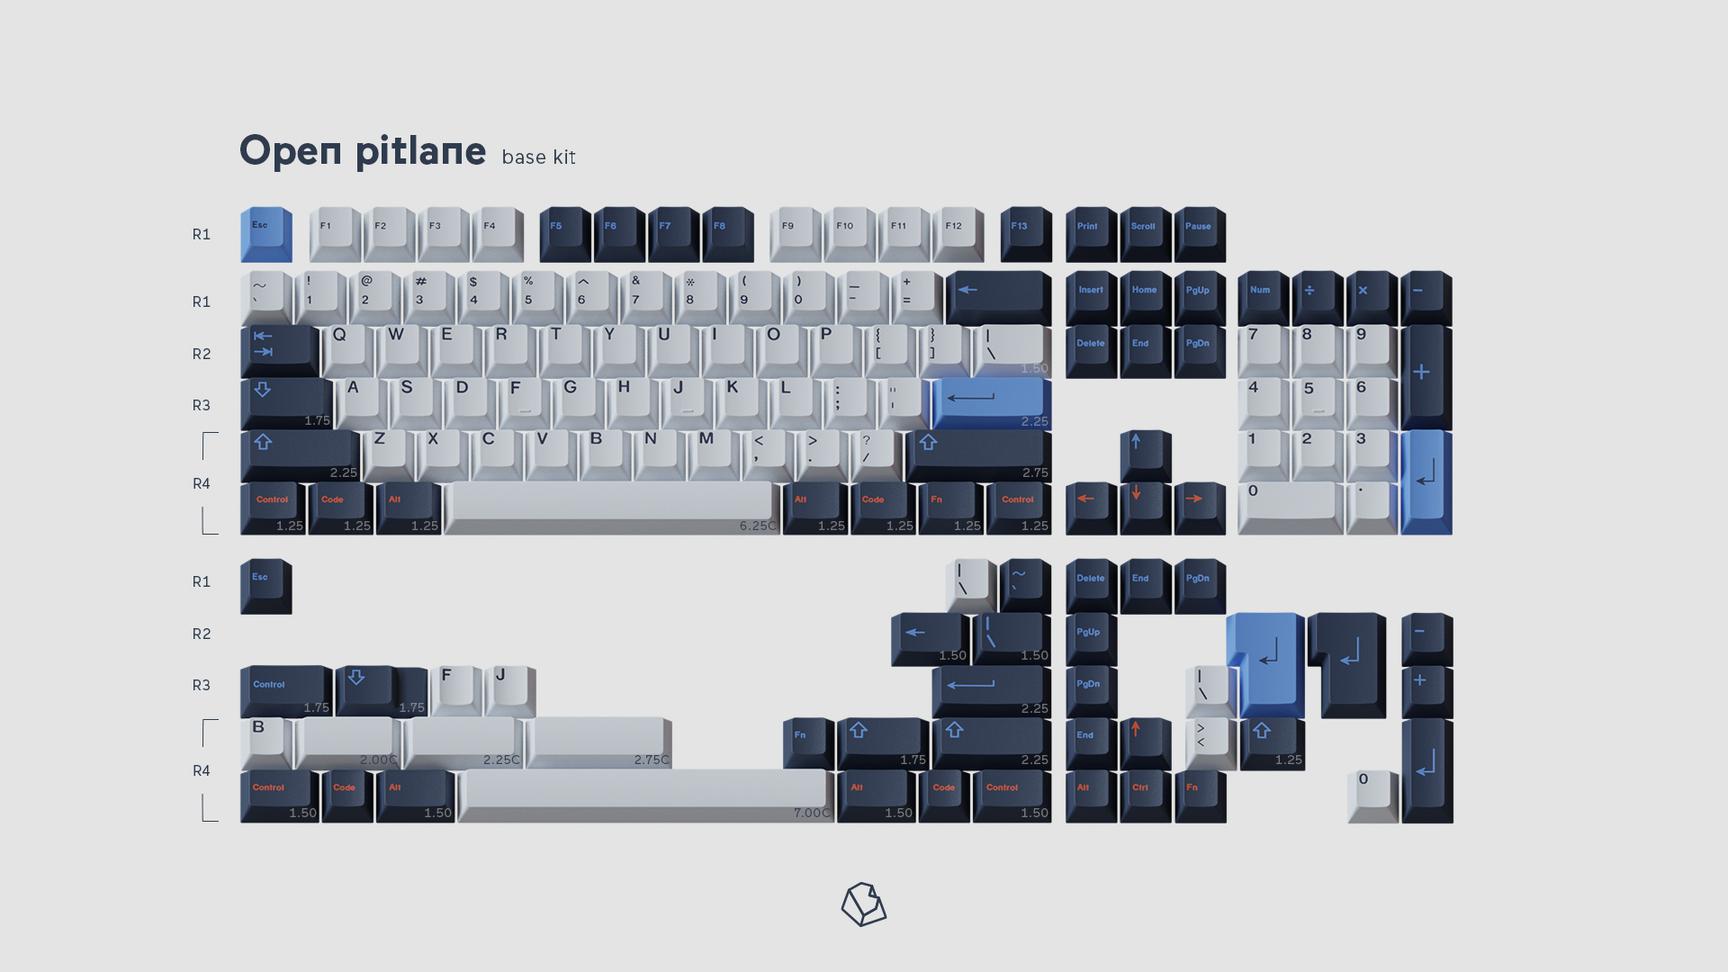 Open pitlane base kit
R1 Esc F1 F2 F3 F4 F5 F6 F7 F8 F9 F10 F11 F12 F13 Print Scroll Pause
~ ! @ # $ % ^ & * ( ) — +
R1 ` 1 2 3 4 5 6 7 8 9 0 - = ← Insert Home PgUp Num ÷ × −
R2 ⇤ ⇥ Q W E R T Y U I O P { [ } ] | \ 1.50 Delete End PgDn 7 8 9 +
R3 ⇩ 1.75 A S D F G H J K L : ; " ' ← 2.25 4 5 6
⇧ 2.25 Z X C V B N M < , > . ? / ⇧ 2.75 ↑ 1 2 3 ↵
R4 Control 1.25 Code 1.25 Alt 1.25 6.25C Alt 1.25 Code 1.25 Fn 1.25 Control 1.25 ← ↓ → 0 .
R1 Esc | \ ~ ` Delete End PgDn
R2 ← 1.50 | \ 1.50 PgUp ↵ ↵ −
R3 Control 1.75 ⇩ 1.75 F J ← 2.25 PgDn | \ +
B 2.00C 2.25C 2.75C Fn ⇧ 1.75 ⇧ 2.25 End ↑ > < ⇧ 1.25 ↵
R4 Control 1.50 Code Alt 1.50 7.00C Alt 1.50 Code Control 1.50 Alt Ctrl Fn 0